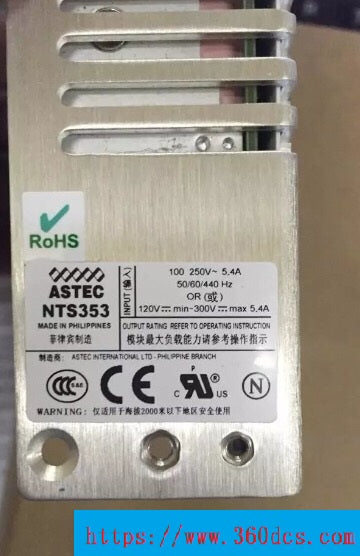 RoHS
ASTEC
NTS353
MADE IN PHILIPPINES
菲律宾制造
INPUT(输入)
100 250V~ 5.4A
50/60/440 Hz
OR (或)
120V⎓ min-300V⎓ max 5.4A
OUTPUT RATING REFER TO OPERATING INSTRUCTION
模块最大负载能力请参考操作指示
制造商: ASTEC INTERNATIONAL LTD - PHILIPPINE BRANCH
CCC
CE
P
C RU US
N
WARNING: 仅适用于海拔2000米以下地区安全使用
https://www.360dcs.com